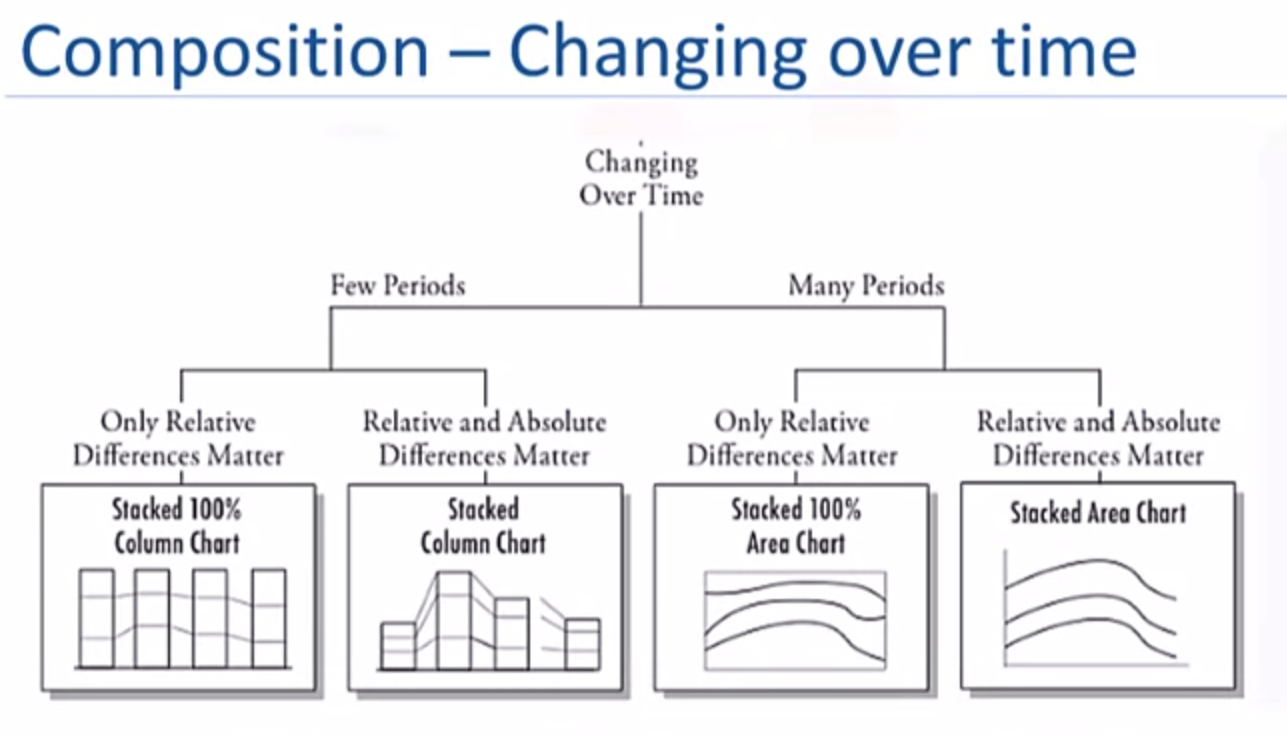 Composition – Changing over time
Changing
Over Time
Few Periods
Many Periods
Only Relative
Differences Matter
Relative and Absolute
Differences Matter
Only Relative
Differences Matter
Relative and Absolute
Differences Matter
Stacked 100%
Column Chart
Stacked
Column Chart
Stacked 100%
Area Chart
Stacked Area Chart